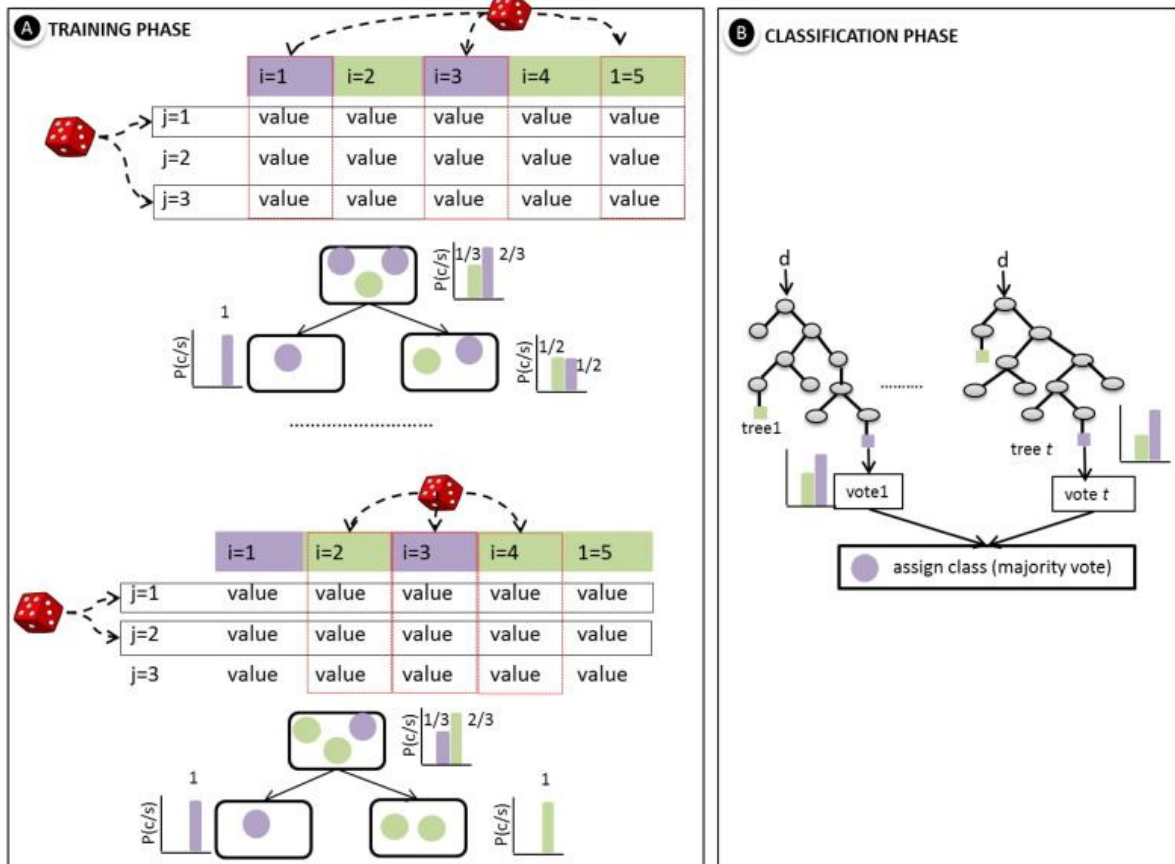 A TRAINING PHASE
i=1 i=2 i=3 i=4 1=5
j=1 value value value value value
j=2 value value value value value
j=3 value value value value value
P(c/s) 1/3 2/3
P(c/s) 1
P(c/s) 1/2 1/2
..............................
i=1 i=2 i=3 i=4 1=5
j=1 value value value value value
j=2 value value value value value
j=3 value value value value value
P(c/s) 1/3 2/3
P(c/s) 1
P(c/s) 1
B CLASSIFICATION PHASE
d d
..........
tree1
tree t
vote1 vote t
assign class (majority vote)